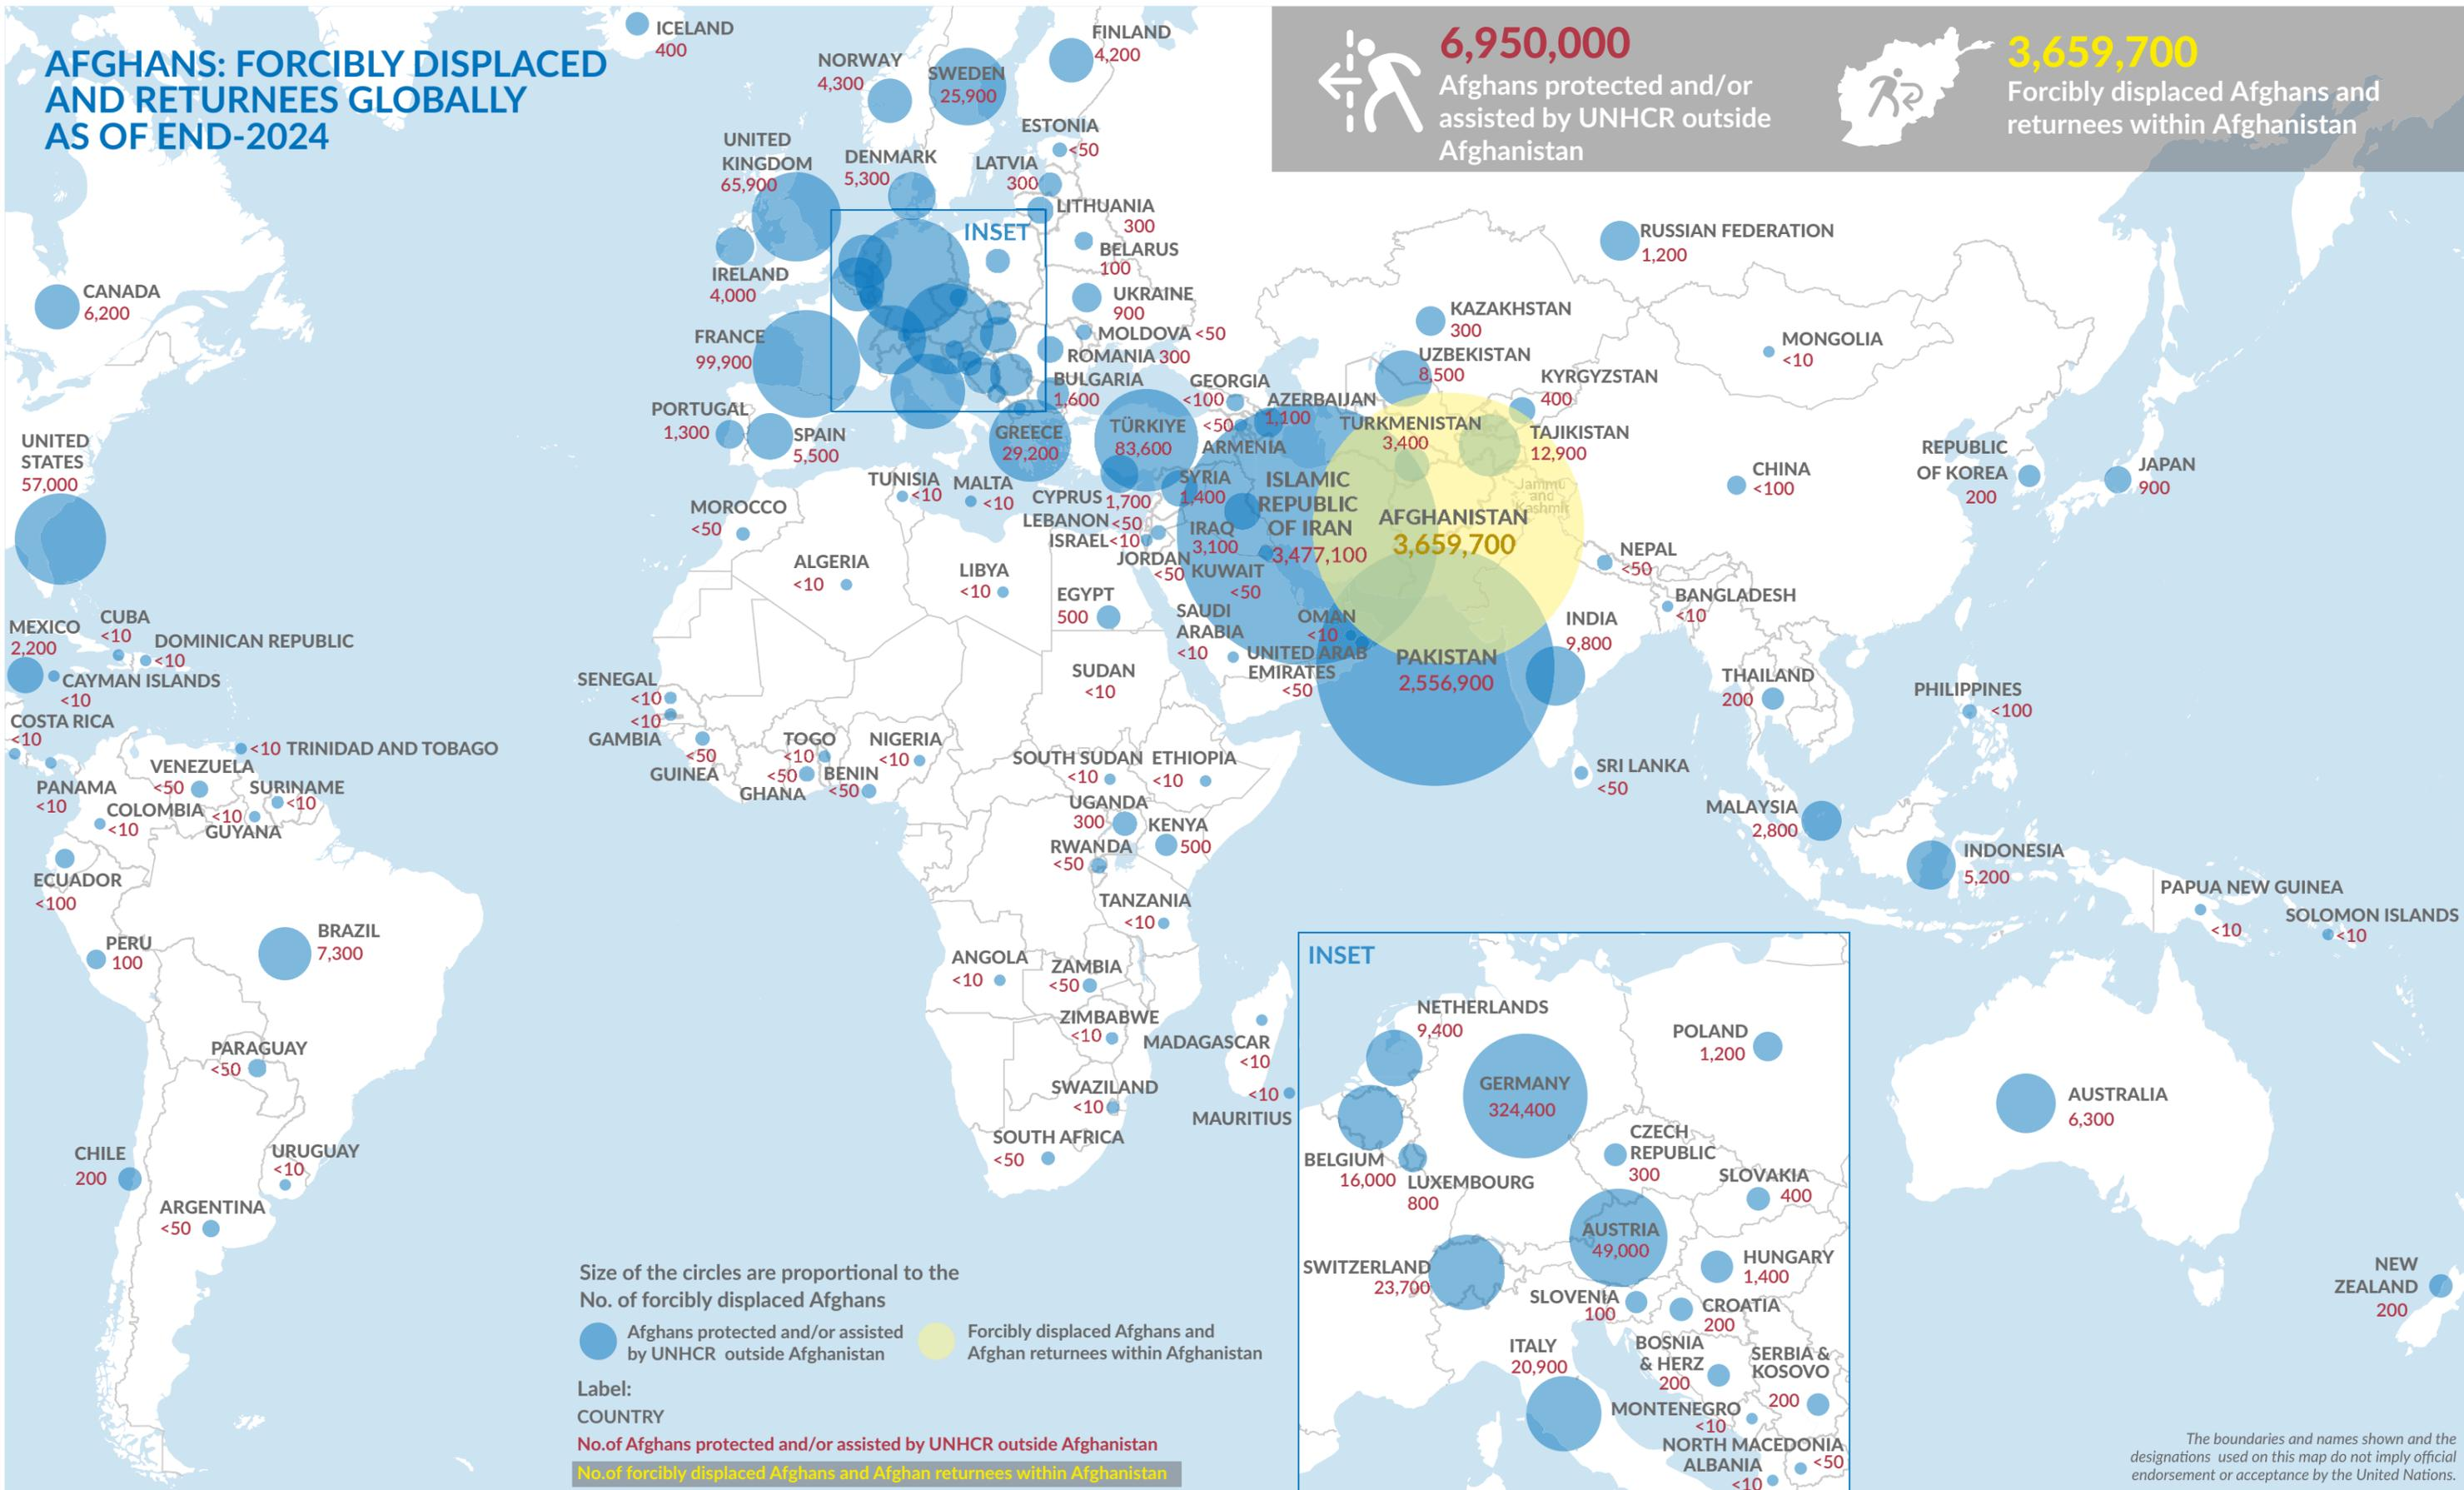 AFGHANS: FORCIBLY DISPLACED
AND RETURNEES GLOBALLY
AS OF END-2024
6,950,000
Afghans protected and/or
assisted by UNHCR outside
Afghanistan
3,659,700
Forcibly displaced Afghans and
returnees within Afghanistan
ICELAND
400
NORWAY
4,300
SWEDEN
25,900
FINLAND
4,200
UNITED
KINGDOM
65,900
DENMARK
5,300
ESTONIA
<50
LATVIA
300
LITHUANIA
300
INSET
BELARUS
100
IRELAND
4,000
UKRAINE
900
FRANCE
99,900
MOLDOVA <50
ROMANIA 300
BULGARIA
1,600
PORTUGAL
1,300
SPAIN
5,500
GREECE
29,200
TÜRKIYE
83,600
GEORGIA
<100
AZERBAIJAN
1,100
<50
ARMENIA
RUSSIAN FEDERATION
1,200
KAZAKHSTAN
300
UZBEKISTAN
8,500
KYRGYZSTAN
400
TURKMENISTAN
3,400
TAJIKISTAN
12,900
MONGOLIA
<10
CHINA
<100
REPUBLIC
OF KOREA
200
JAPAN
900
CANADA
6,200
UNITED
STATES
57,000
MEXICO
2,200
CUBA
<10
DOMINICAN REPUBLIC
<10
CAYMAN ISLANDS
<10
COSTA RICA
<10
<10 TRINIDAD AND TOBAGO
PANAMA
<10
VENEZUELA
<50
SURINAME
<10
COLOMBIA
<10
<10
GUYANA
ECUADOR
<100
PERU
100
BRAZIL
7,300
PARAGUAY
<50
CHILE
200
URUGUAY
<10
ARGENTINA
<50
TUNISIA
<10
MALTA
<10
MOROCCO
<50
ALGERIA
<10
LIBYA
<10
EGYPT
500
CYPRUS 1,700
LEBANON <50
ISRAEL <10
JORDAN
<50
SYRIA
1,400
IRAQ
3,100
KUWAIT
<50
ISLAMIC
REPUBLIC
OF IRAN
3,477,100
AFGHANISTAN
3,659,700
Jammu
and
Kashmir
SAUDI
ARABIA
<10
OMAN
<10
UNITED ARAB
EMIRATES
<50
PAKISTAN
2,556,900
INDIA
9,800
NEPAL
<50
BANGLADESH
<10
SRI LANKA
<50
THAILAND
200
PHILIPPINES
<100
MALAYSIA
2,800
INDONESIA
5,200
PAPUA NEW GUINEA
<10
SOLOMON ISLANDS
<10
AUSTRALIA
6,300
NEW
ZEALAND
200
SENEGAL
<10
<10
GAMBIA
<50
GUINEA
TOGO
<10
<50
GHANA
BENIN
<50
NIGERIA
<10
SUDAN
<10
SOUTH SUDAN
<10
ETHIOPIA
<10
UGANDA
300
KENYA
500
RWANDA
<50
TANZANIA
<10
ANGOLA
<10
ZAMBIA
<50
ZIMBABWE
<10
MADAGASCAR
<10
<10
MAURITIUS
SWAZILAND
<10
SOUTH AFRICA
<50
INSET
NETHERLANDS
9,400
GERMANY
324,400
POLAND
1,200
BELGIUM
16,000
LUXEMBOURG
800
CZECH
REPUBLIC
300
SLOVAKIA
400
AUSTRIA
49,000
SWITZERLAND
23,700
HUNGARY
1,400
SLOVENIA
100
CROATIA
200
ITALY
20,900
BOSNIA
& HERZ
200
SERBIA &
KOSOVO
200
MONTENEGRO
<10
NORTH MACEDONIA
<50
ALBANIA
<10
Size of the circles are proportional to the
No. of forcibly displaced Afghans
Afghans protected and/or assisted
by UNHCR outside Afghanistan
Forcibly displaced Afghans and
Afghan returnees within Afghanistan
Label:
COUNTRY
No.of Afghans protected and/or assisted by UNHCR outside Afghanistan
No.of forcibly displaced Afghans and Afghan returnees within Afghanistan
The boundaries and names shown and the
designations used on this map do not imply official
endorsement or acceptance by the United Nations.